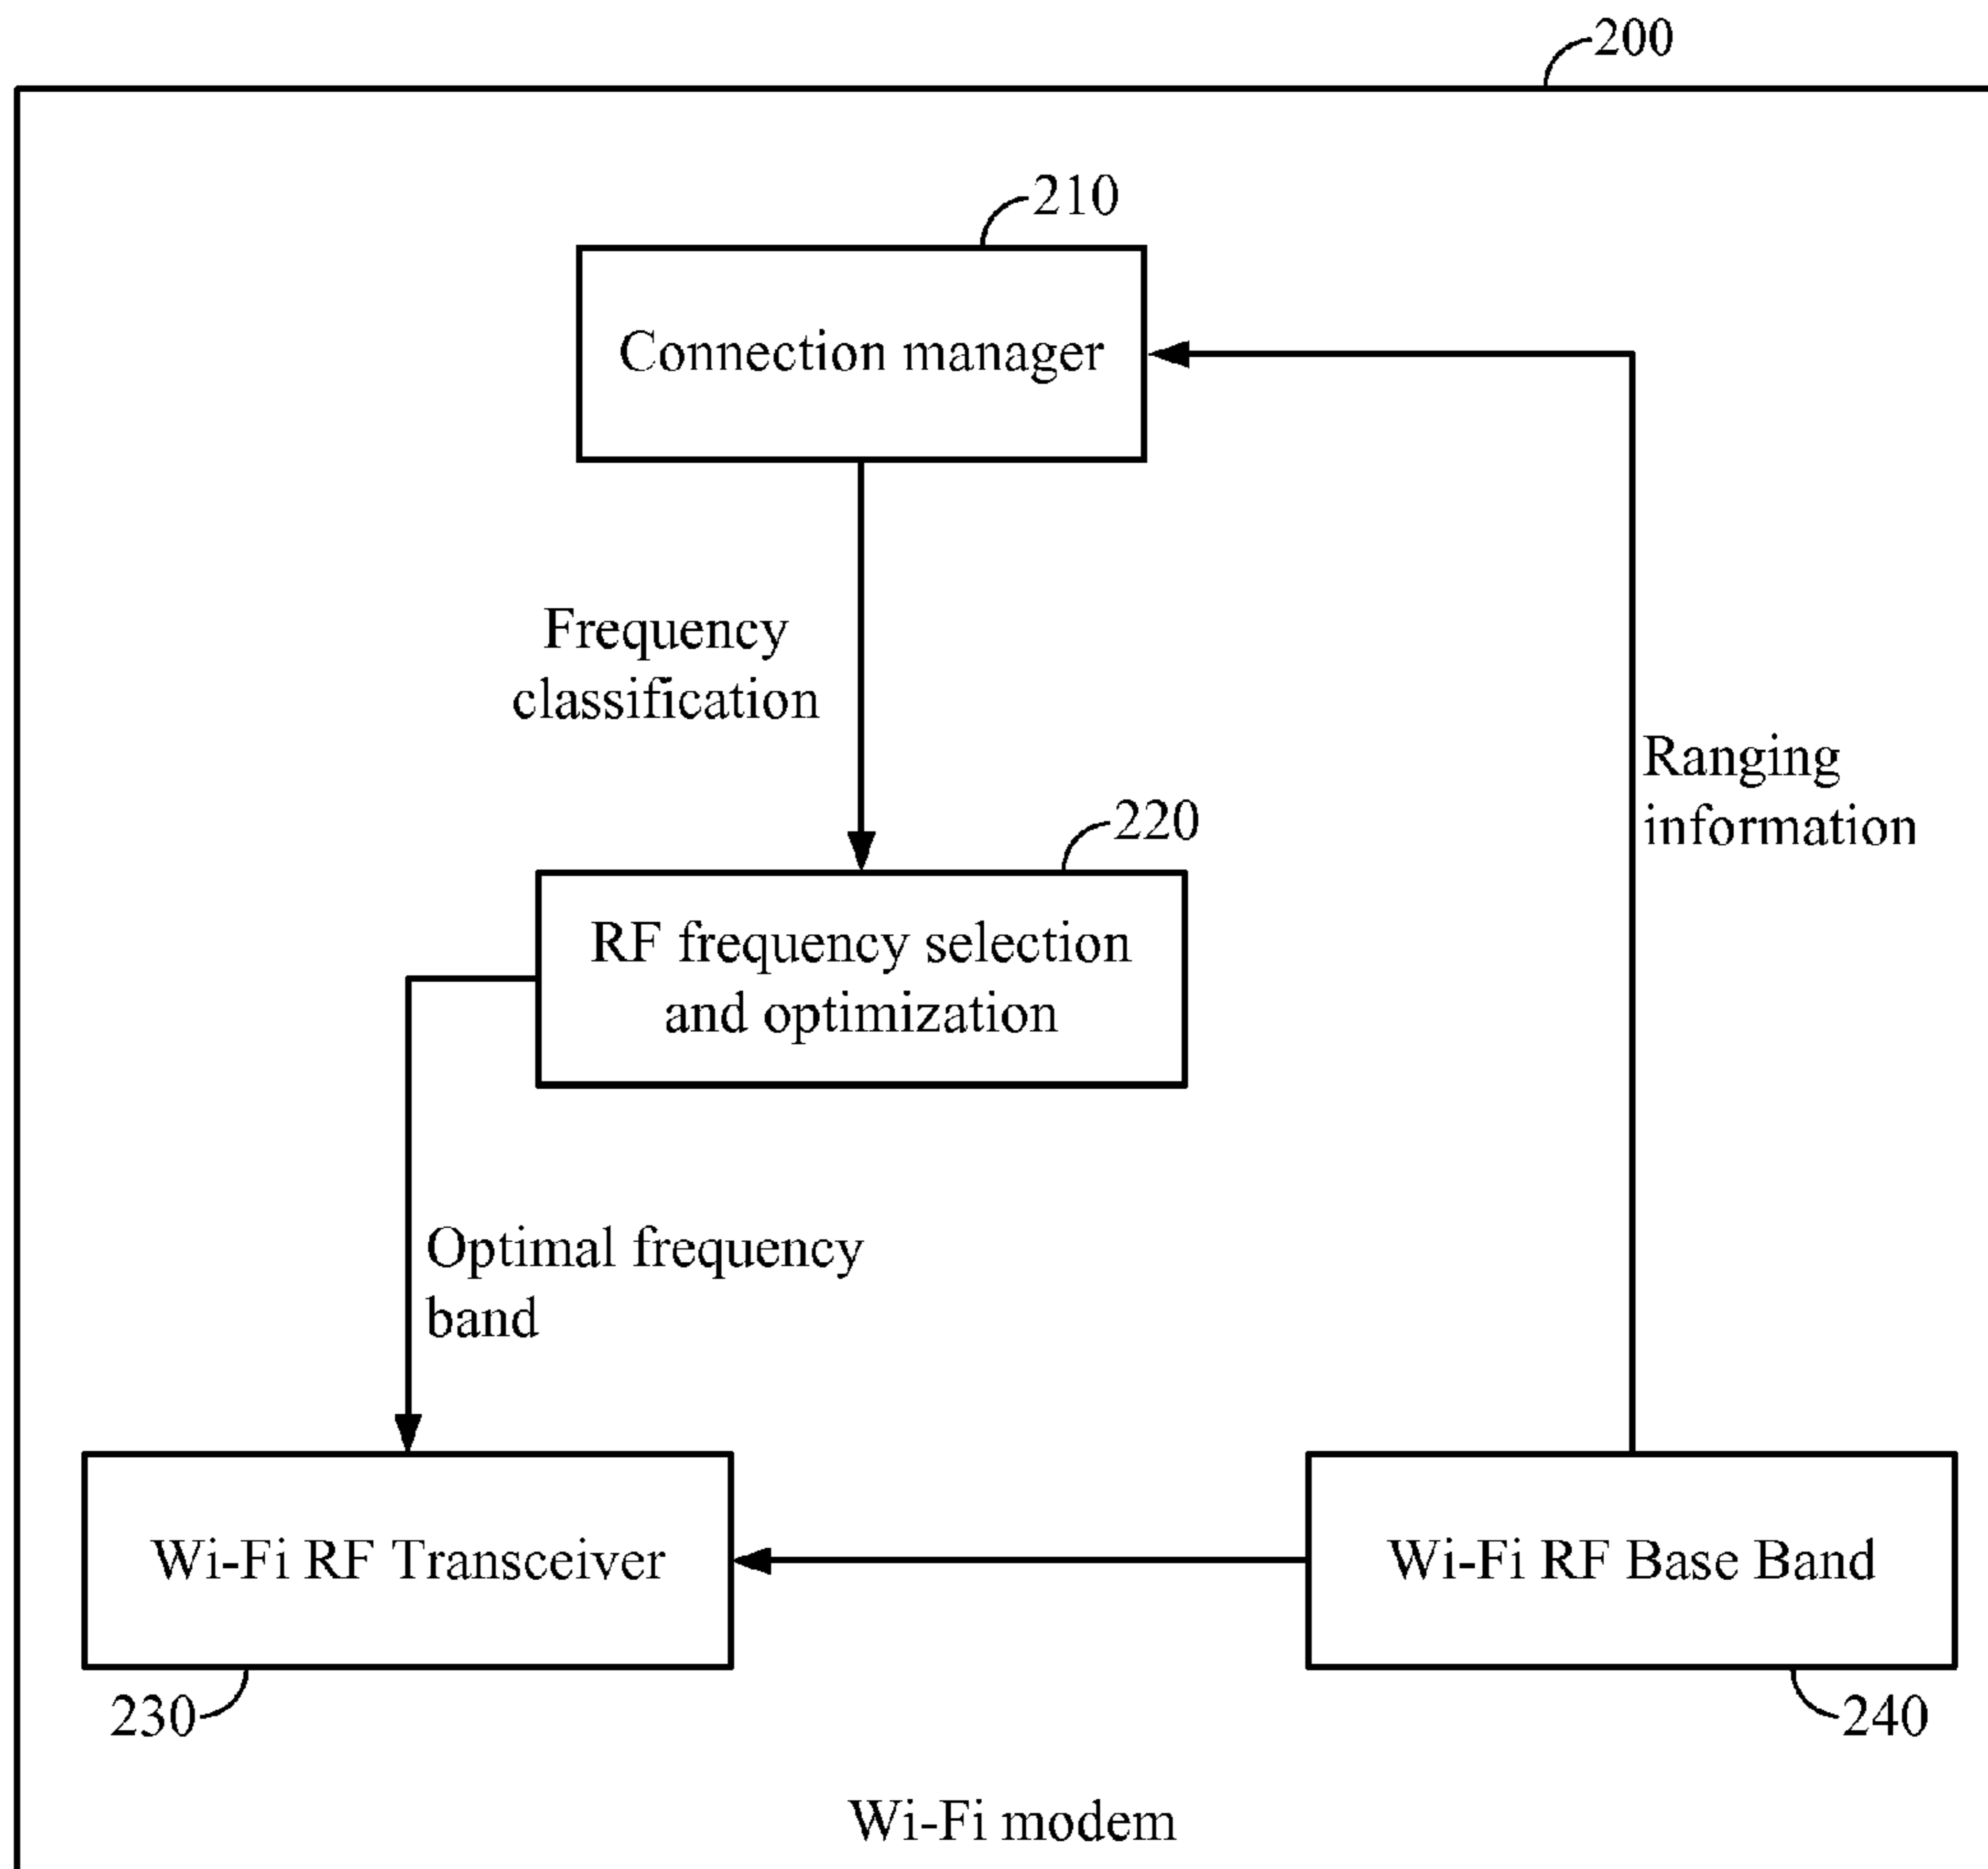 200
210
Connection manager
Frequency
classification
Ranging
information
220
RF frequency selection
and optimization
Optimal frequency
band
Wi-Fi RF Transceiver
Wi-Fi RF Base Band
230
240
Wi-Fi modem